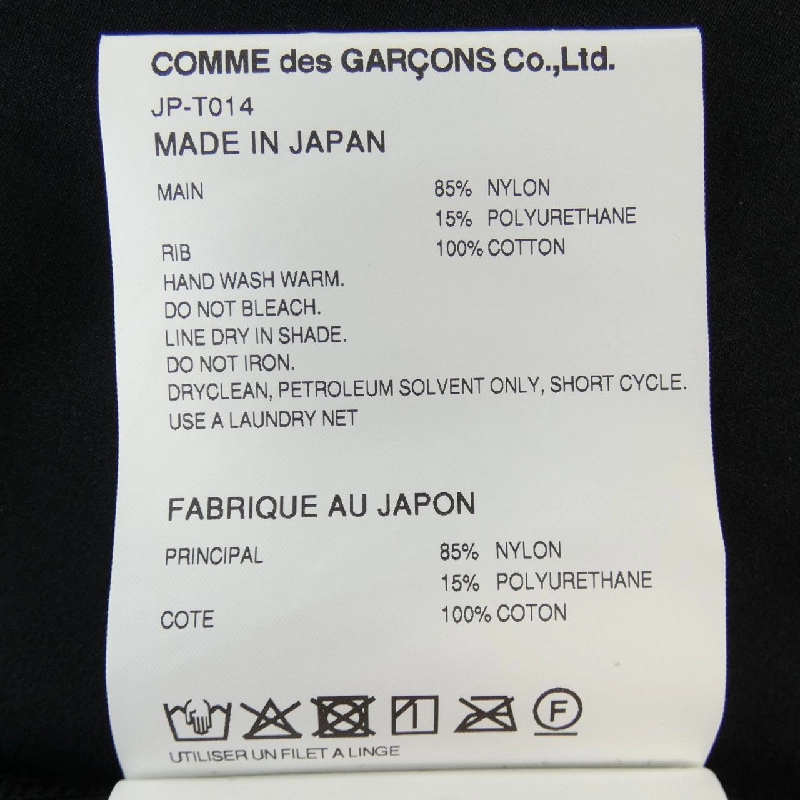 COMME des GARÇONS Co.,Ltd.
JP-T014
MADE IN JAPAN
MAIN 85% NYLON
15% POLYURETHANE
RIB 100% COTTON
HAND WASH WARM.
DO NOT BLEACH.
LINE DRY IN SHADE.
DO NOT IRON.
DRYCLEAN, PETROLEUM SOLVENT ONLY, SHORT CYCLE.
USE A LAUNDRY NET
FABRIQUE AU JAPON
PRINCIPAL 85% NYLON
15% POLYURETHANE
COTE 100% COTON
F
UTILISER UN FILET A LINGE